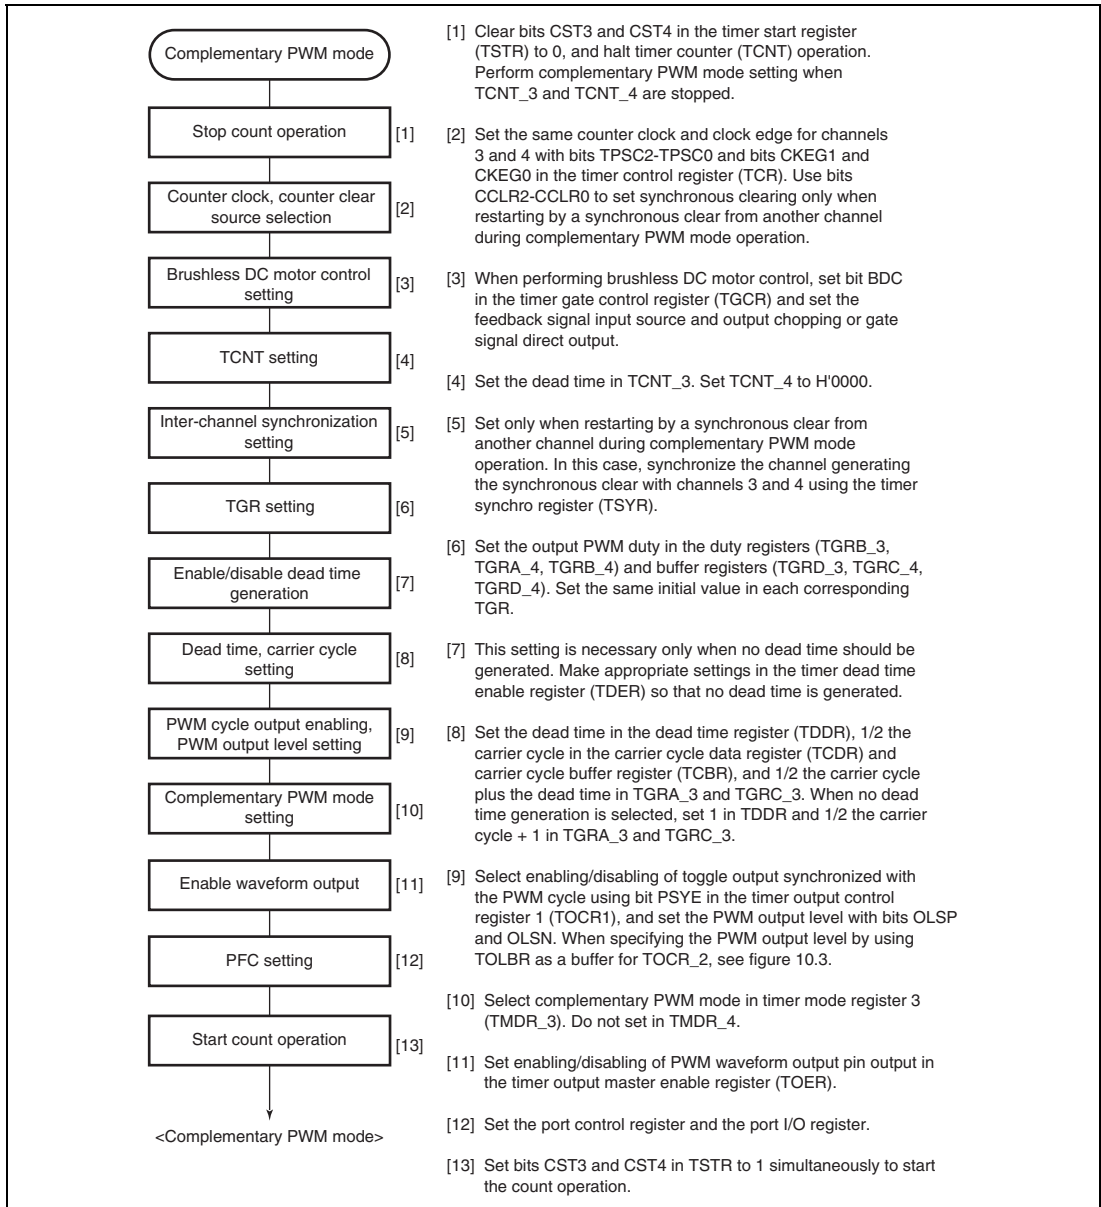 Complementary PWM mode
Stop count operation
[1]
Counter clock, counter clear
source selection
[2]
Brushless DC motor control
setting
[3]
TCNT setting
[4]
Inter-channel synchronization
setting
[5]
TGR setting
[6]
Enable/disable dead time
generation
[7]
Dead time, carrier cycle
setting
[8]
PWM cycle output enabling,
PWM output level setting
[9]
Complementary PWM mode
setting
[10]
Enable waveform output
[11]
PFC setting
[12]
Start count operation
[13]
<Complementary PWM mode>
[1] Clear bits CST3 and CST4 in the timer start register
(TSTR) to 0, and halt timer counter (TCNT) operation.
Perform complementary PWM mode setting when
TCNT_3 and TCNT_4 are stopped.
[2] Set the same counter clock and clock edge for channels
3 and 4 with bits TPSC2-TPSC0 and bits CKEG1 and
CKEG0 in the timer control register (TCR). Use bits
CCLR2-CCLR0 to set synchronous clearing only when
restarting by a synchronous clear from another channel
during complementary PWM mode operation.
[3] When performing brushless DC motor control, set bit BDC
in the timer gate control register (TGCR) and set the
feedback signal input source and output chopping or gate
signal direct output.
[4] Set the dead time in TCNT_3. Set TCNT_4 to H'0000.
[5] Set only when restarting by a synchronous clear from
another channel during complementary PWM mode
operation. In this case, synchronize the channel generating
the synchronous clear with channels 3 and 4 using the timer
synchro register (TSYR).
[6] Set the output PWM duty in the duty registers (TGRB_3,
TGRA_4, TGRB_4) and buffer registers (TGRD_3, TGRC_4,
TGRD_4). Set the same initial value in each corresponding
TGR.
[7] This setting is necessary only when no dead time should be
generated. Make appropriate settings in the timer dead time
enable register (TDER) so that no dead time is generated.
[8] Set the dead time in the dead time register (TDDR), 1/2 the
carrier cycle in the carrier cycle data register (TCDR) and
carrier cycle buffer register (TCBR), and 1/2 the carrier cycle
plus the dead time in TGRA_3 and TGRC_3. When no dead
time generation is selected, set 1 in TDDR and 1/2 the carrier
cycle + 1 in TGRA_3 and TGRC_3.
[9] Select enabling/disabling of toggle output synchronized with
the PWM cycle using bit PSYE in the timer output control
register 1 (TOCR1), and set the PWM output level with bits OLSP
and OLSN. When specifying the PWM output level by using
TOLBR as a buffer for TOCR_2, see figure 10.3.
[10] Select complementary PWM mode in timer mode register 3
(TMDR_3). Do not set in TMDR_4.
[11] Set enabling/disabling of PWM waveform output pin output in
the timer output master enable register (TOER).
[12] Set the port control register and the port I/O register.
[13] Set bits CST3 and CST4 in TSTR to 1 simultaneously to start
the count operation.